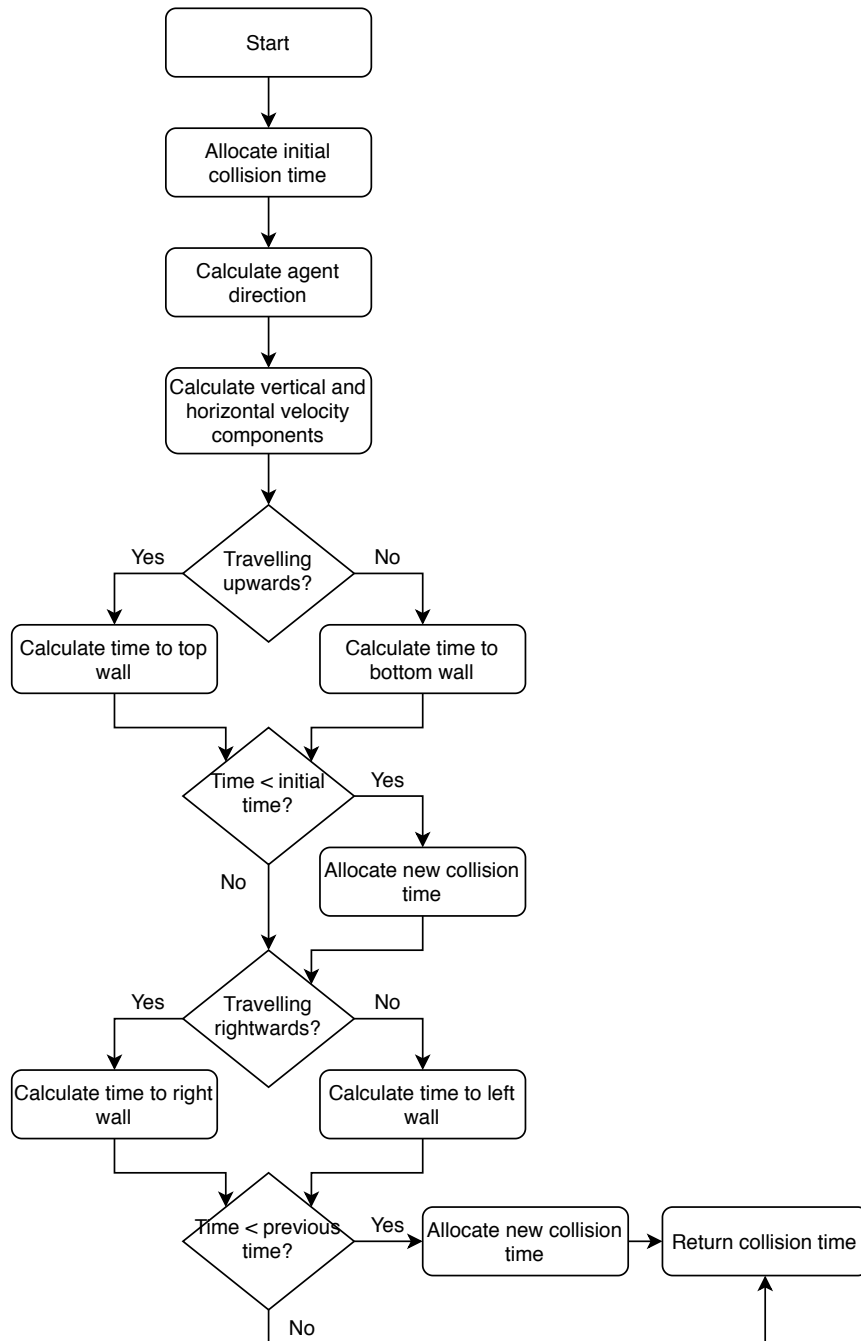 Start
Allocate initial
collision time
Calculate agent
direction
Calculate vertical and
horizontal velocity
components
Yes
Travelling
upwards?
No
Calculate time to top
wall
Calculate time to
bottom wall
Time < initial
time?
Yes
No
Allocate new collision
time
Yes
Travelling
rightwards?
No
Calculate time to right
wall
Calculate time to left
wall
Time < previous
time?
Yes
Allocate new collision
time
Return collision time
No